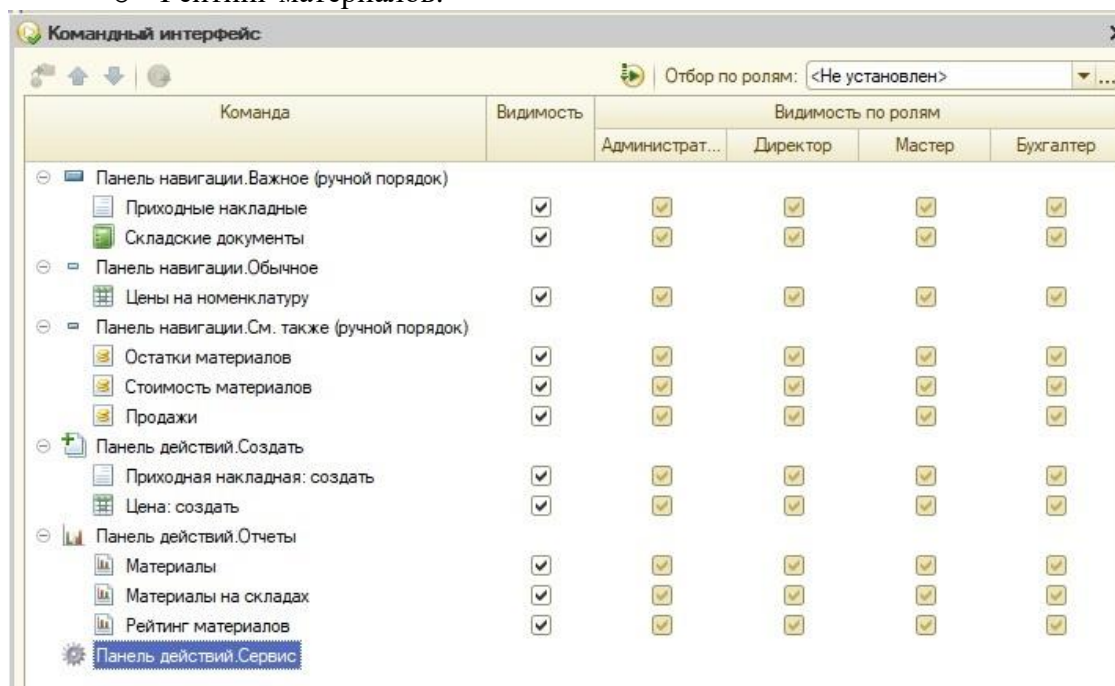 Рейтинг материалов.
Командный интерфейс
Отбор по ролям: <Не установлен>
Команда Видимость Видимость по ролям
Администрат... Директор Мастер Бухгалтер
Панель навигации.Важное (ручной порядок)
Приходные накладные
Складские документы
Панель навигации.Обычное
Цены на номенклатуру
Панель навигации.См. также (ручной порядок)
Остатки материалов
Стоимость материалов
Продажи
Панель действий.Создать
Приходная накладная: создать
Цена: создать
Панель действий.Отчеты
Материалы
Материалы на складах
Рейтинг материалов
Панель действий.Сервис